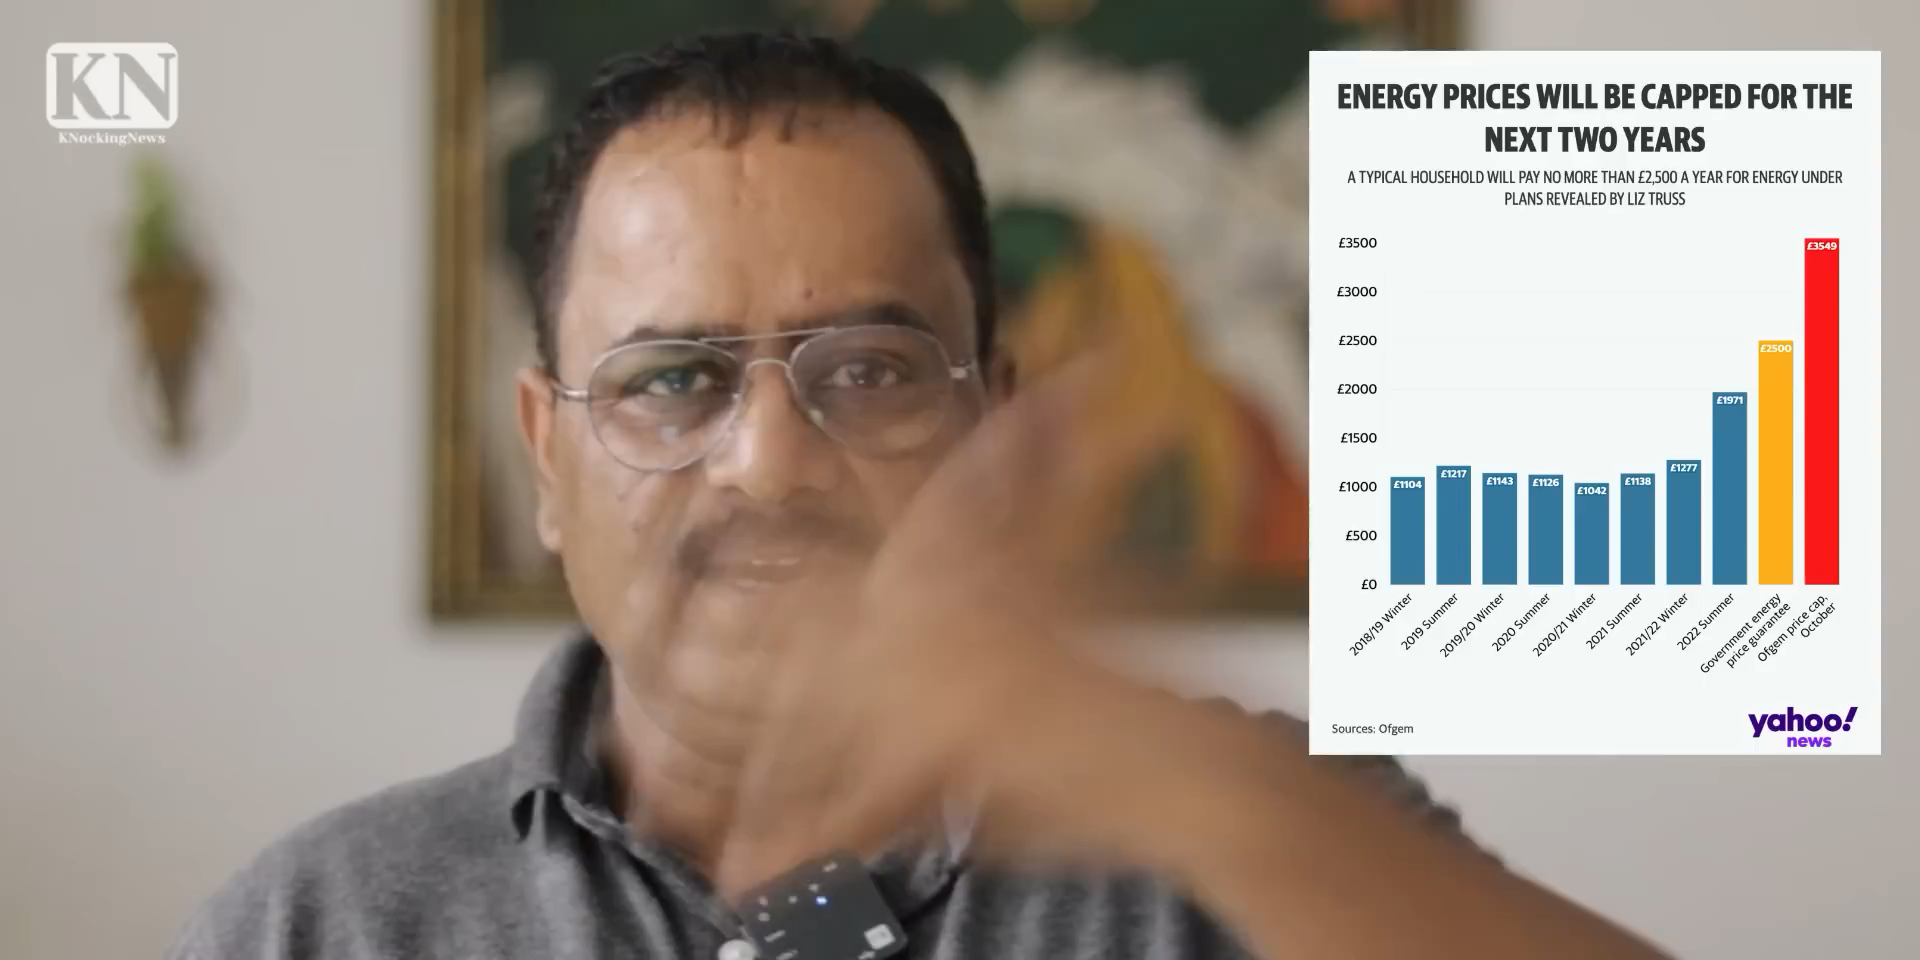 KN
KNockingNews
ENERGY PRICES WILL BE CAPPED FOR THE
NEXT TWO YEARS
A TYPICAL HOUSEHOLD WILL PAY NO MORE THAN £2,500 A YEAR FOR ENERGY UNDER
PLANS REVEALED BY LIZ TRUSS
£3500
£3000
£2500
£2000
£1500
£1000
£500
£0
£1104
£1217
£1143
£1126
£1042
£1138
£1277
£1971
£2500
£3549
2018/19 Winter
2019 Summer
2019/20 Winter
2020 Summer
2020/21 Winter
2021 Summer
2021/22 Winter
2022 Summer
Government energy
price guarantee
Ofgem price cap,
October
Sources: Ofgem
yahoo!
news